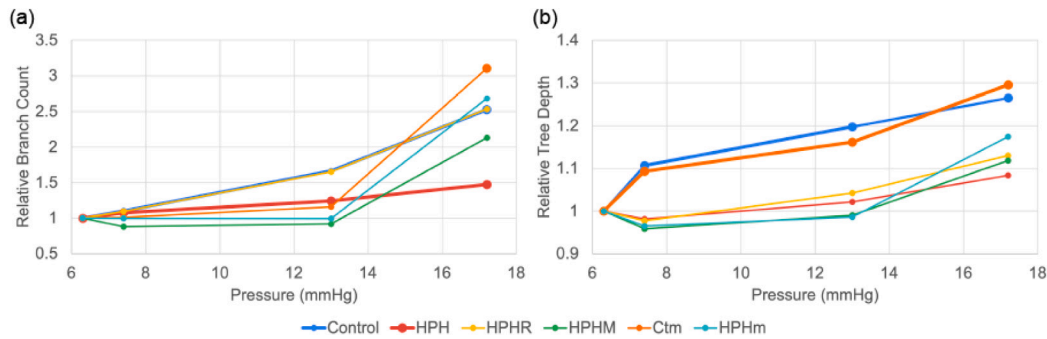 (a)
3.5
3
2.5
2
1.5
1
0.5
Relative Branch Count
6 8 10 12 14 16 18
Pressure (mmHg)
(b)
1.4
1.3
1.2
1.1
1
0.9
Relative Tree Depth
6 8 10 12 14 16 18
Pressure (mmHg)
Control HPH HPHR HPHM Ctm HPHm